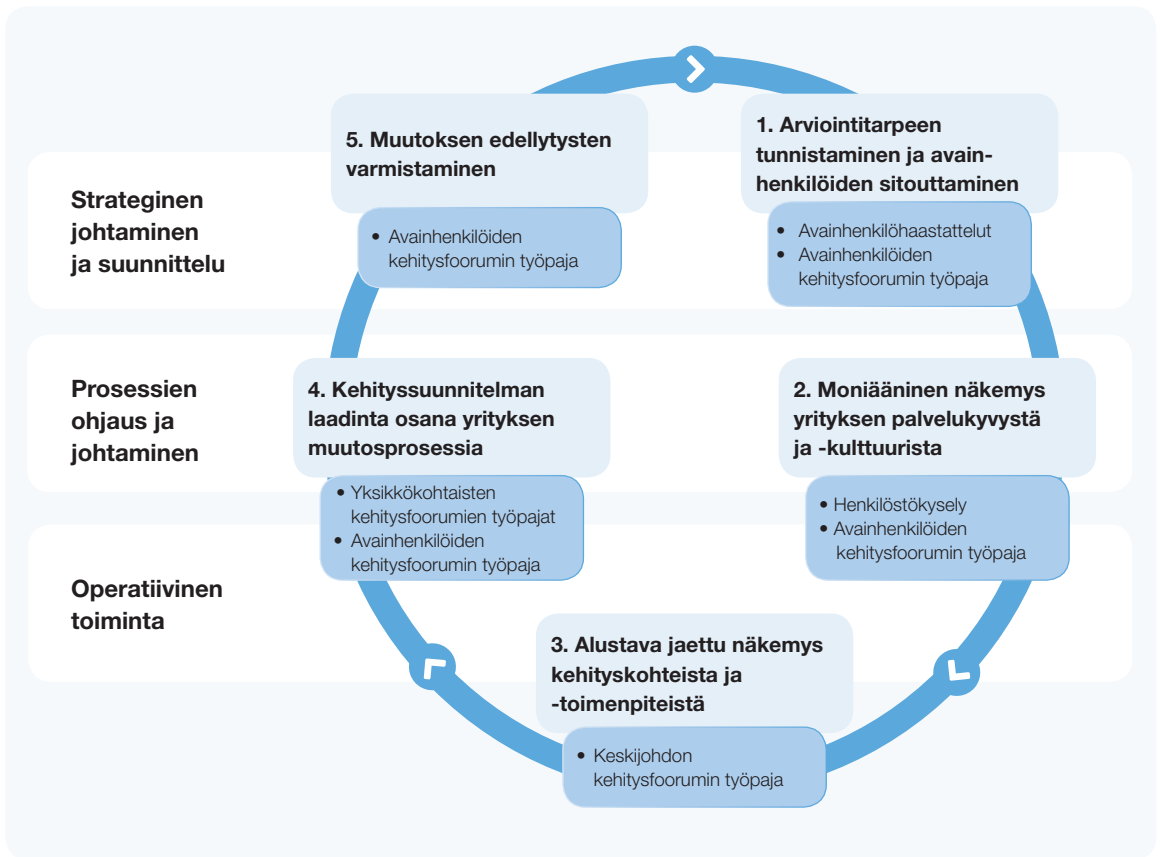 5. Muutoksen edellytysten
varmistaminen
• Avainhenkilöiden
kehitysfoorumin työpaja
1. Arviointitarpeen
tunnistaminen ja avain-
henkilöiden sitouttaminen
• Avainhenkilöhaastattelut
• Avainhenkilöiden
kehitysfoorumin työpaja
Strateginen
johtaminen
ja suunnittelu
Prosessien
ohjaus ja
johtaminen
4. Kehityssuunnitelman
laadinta osana yrityksen
muutosprosessia
• Yksikkökohtaisten
kehitysfoorumien työpajat
• Avainhenkilöiden
kehitysfoorumin työpaja
2. Moniääninen näkemys
yrityksen palvelukyvystä
ja -kulttuurista
• Henkilöstökysely
• Avainhenkilöiden
kehitysfoorumin työpaja
Operatiivinen
toiminta
3. Alustava jaettu näkemys
kehityskohteista ja
-toimenpiteistä
• Keskijohdon
kehitysfoorumin työpaja